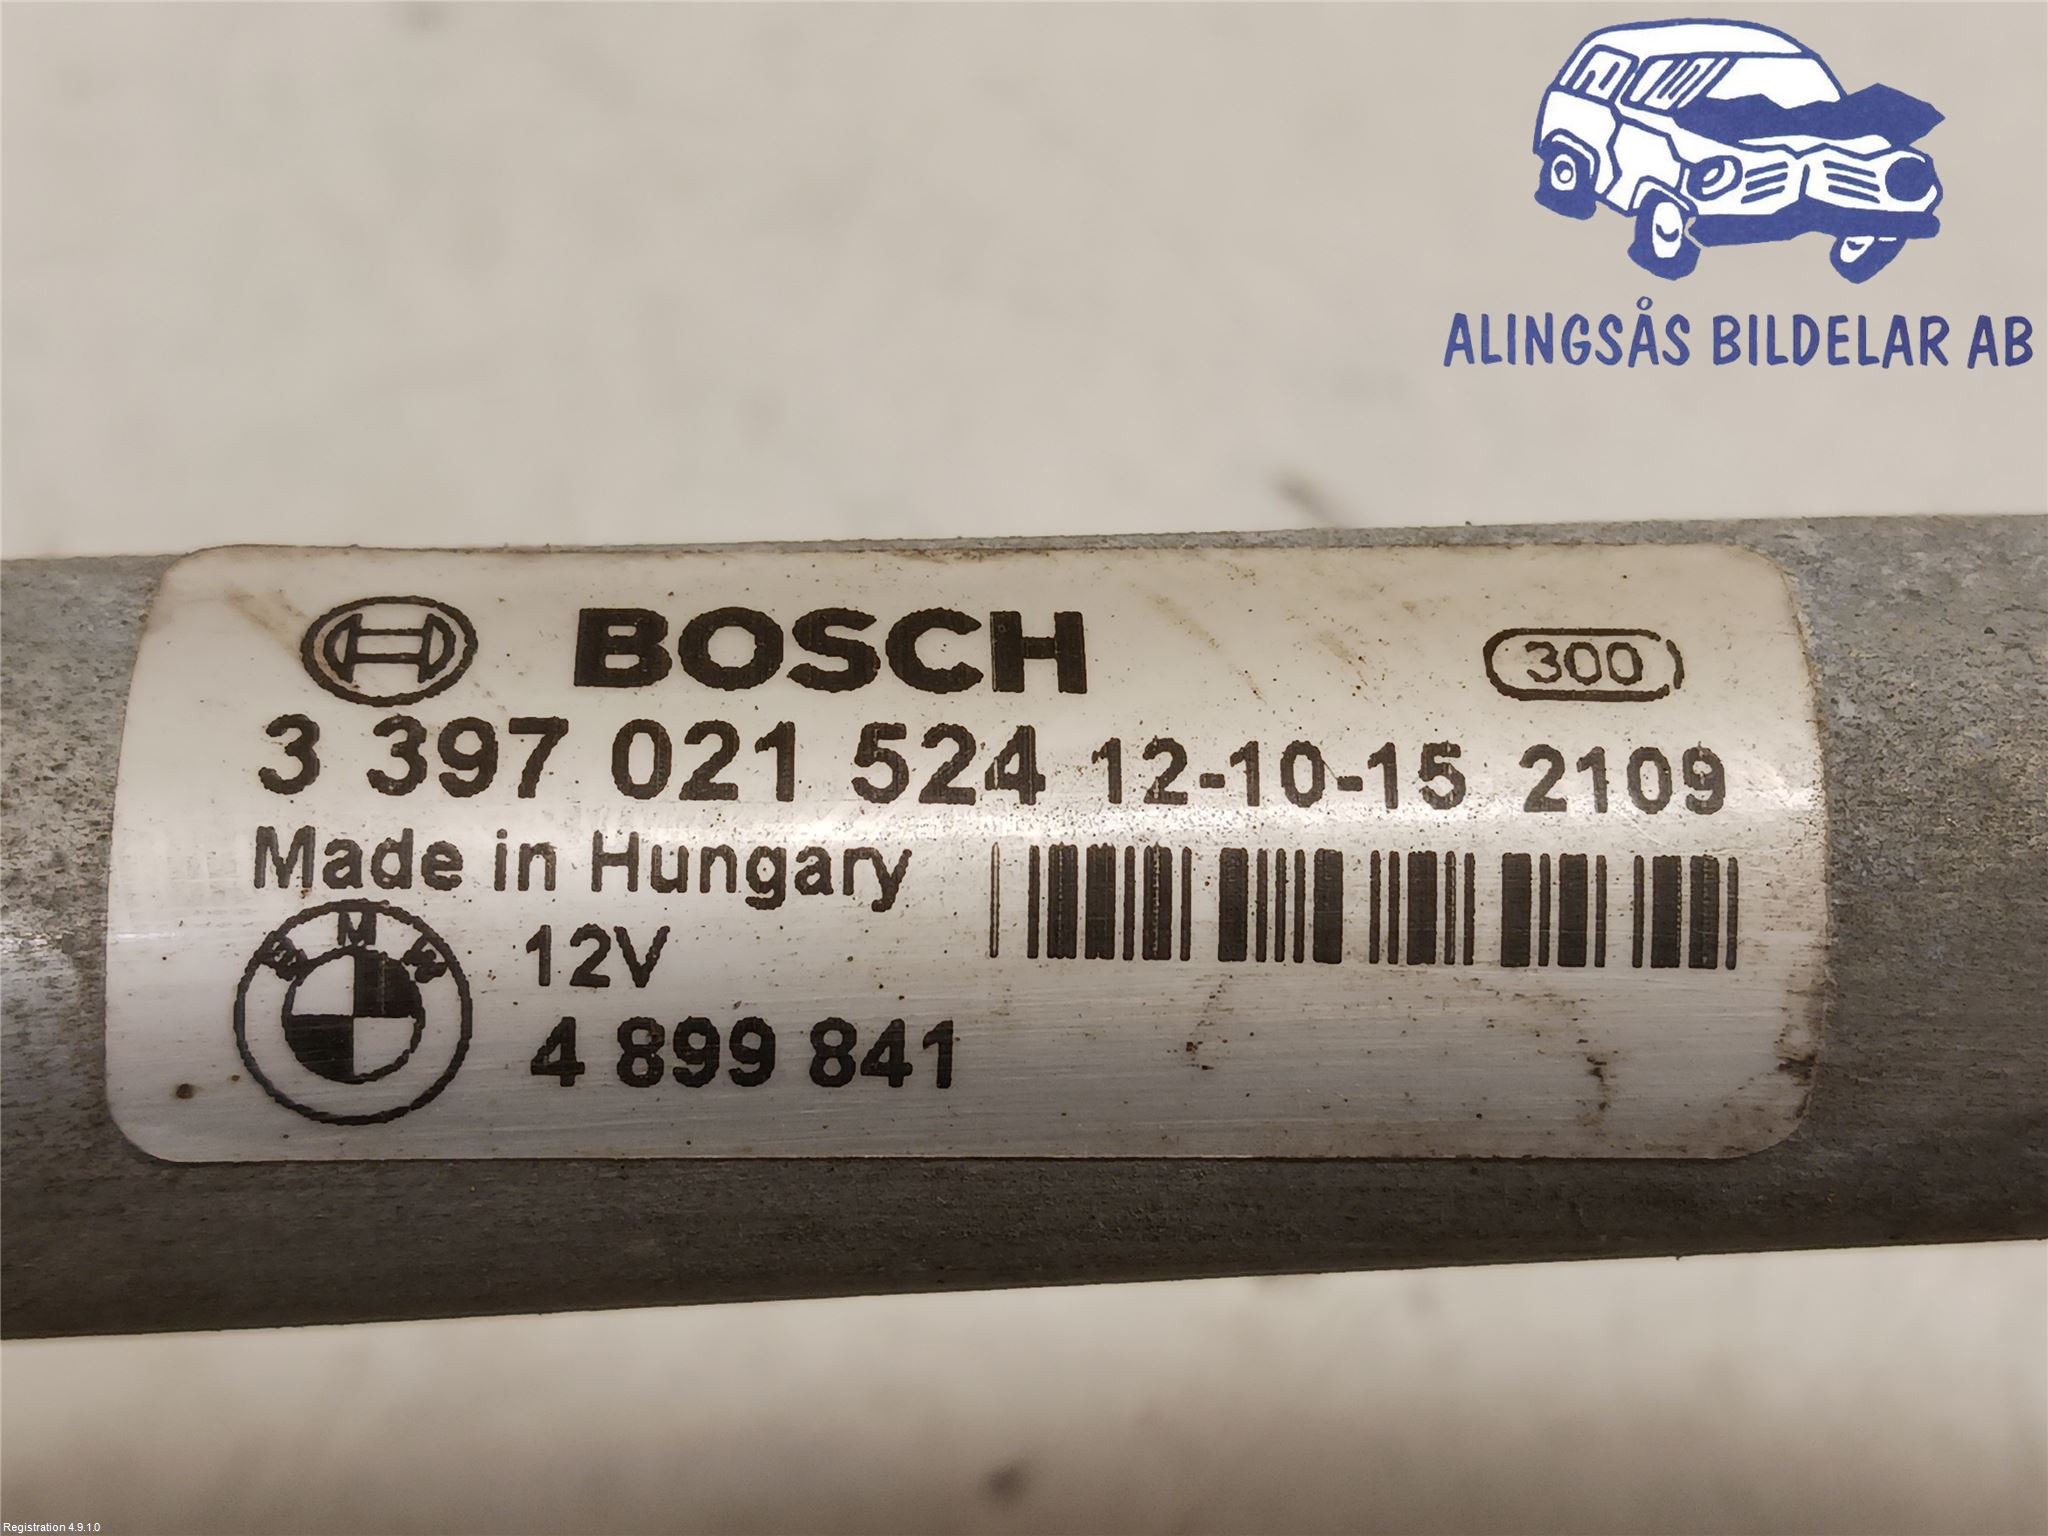 ALINGSÅS BILDELAR AB
BOSCH
300
3 397 021 524 12-10-15 2109
Made in Hungary
BMW
12V
4 899 841
Registration 4.9.1.0